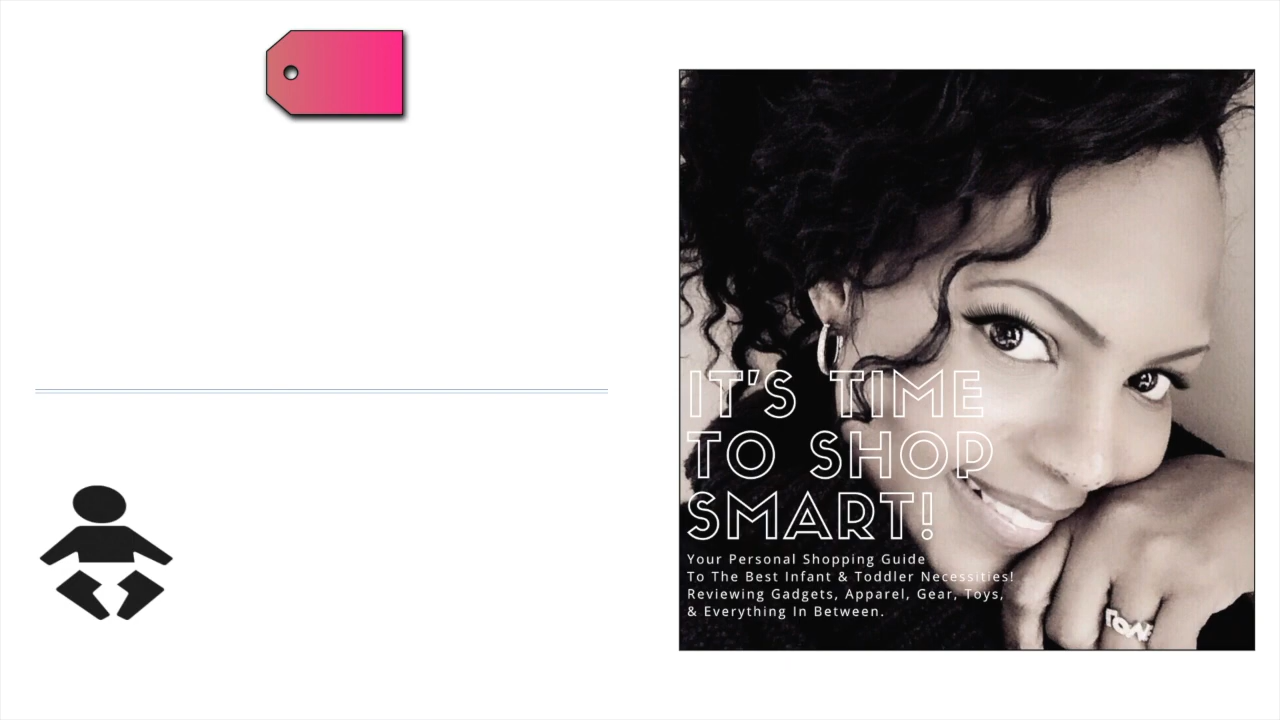 IT'S TIME
TO SHOP
SMART!
Your Personal Shopping Guide
To The Best Infant & Toddler Necessities!
Reviewing Gadgets, Apparel, Gear, Toys,
& Everything In Between.